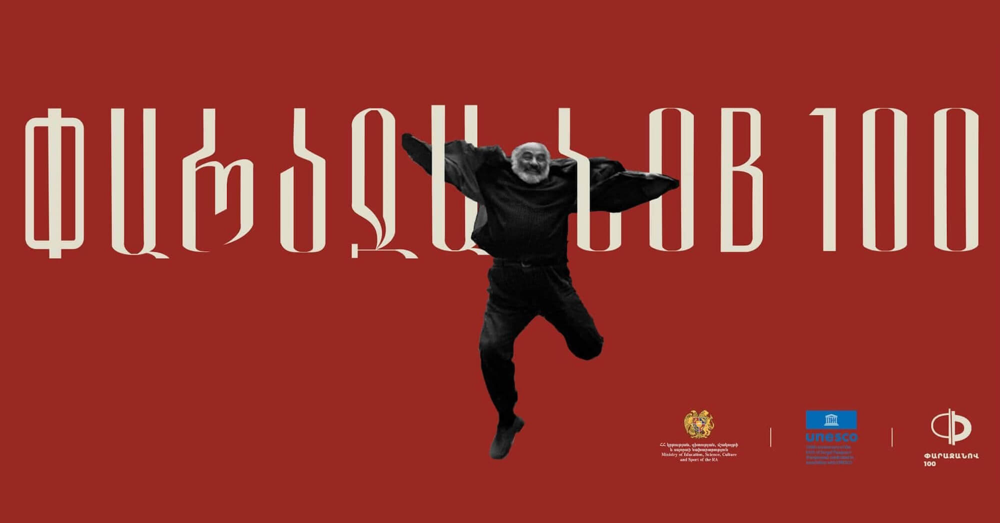 ՓԱრაՋԱნОВ 100
ՀՀ կրթության, գիտության, մշակույթի
և սպորտի նախարարություն
Ministry of Education, Science, Culture
and Sport of the RA
unesco
ՓԱՐԱՋԱՆՈՎ
100